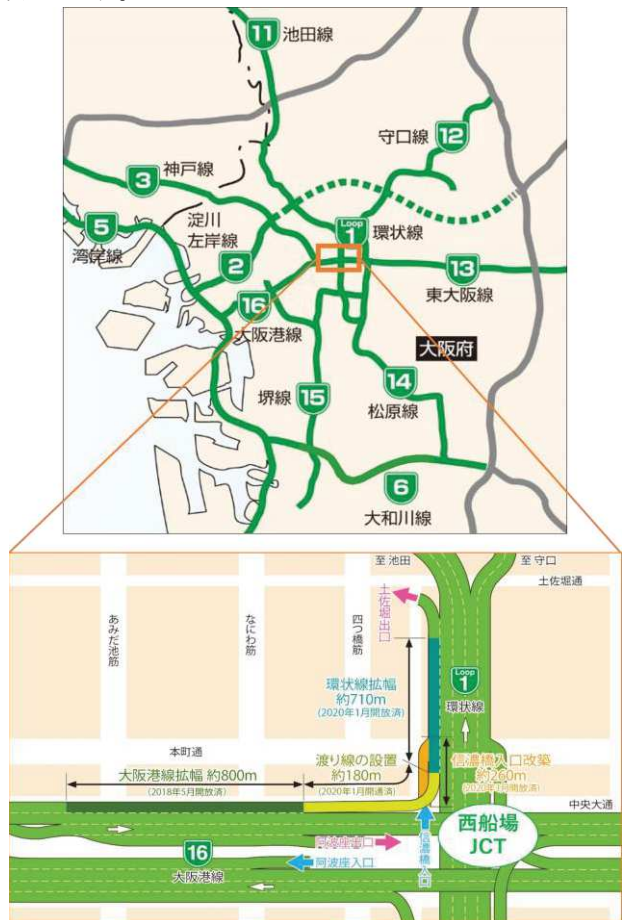 11
池田線
守口線
12
3
神戸線
淀川
左岸線
5
湾岸線
2
Loop
1
環状線
13
東大阪線
16
大阪港線
大阪府
堺線
15
14
松原線
6
大和川線
至 池田
至 守口
土佐堀通
土佐堀出口
あみだ池筋
なにわ筋
四つ橋筋
Loop
1
環状線
環状線拡幅
約710m
(2020年1月開放済)
本町通
渡り線の設置
約180m
(2020年1月開通済)
信濃橋入口改築
約260m
(2020年1月開放済)
大阪港線拡幅 約800m
(2018年5月開放済)
中央大通
西船場
JCT
16
大阪港線
阿波座出口
阿波座入口
信濃橋入口